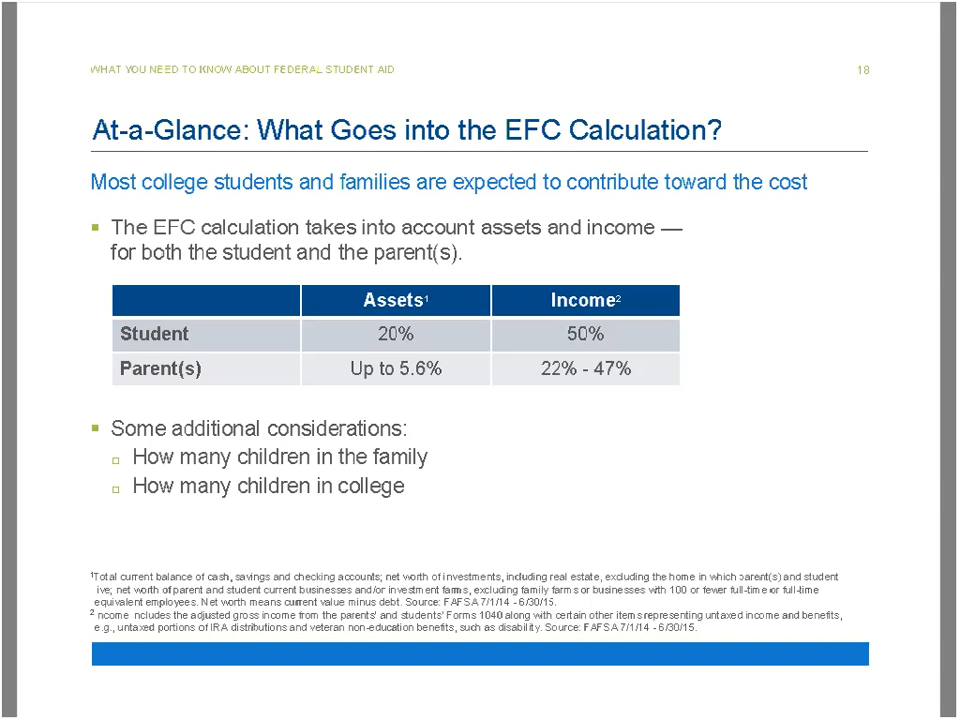 WHAT YOU NEED TO KNOW ABOUT FEDERAL STUDENT AID
18
At-a-Glance: What Goes into the EFC Calculation?
Most college students and families are expected to contribute toward the cost
▪ The EFC calculation takes into account assets and income —
for both the student and the parent(s).
Assets1 Income2
Student 20% 50%
Parent(s) Up to 5.6% 22% - 47%
▪ Some additional considerations:
How many children in the family
How many children in college
1Total current balance of cash, savings and checking accounts; net worth of investments, including real estate, excluding the home in which parent(s) and student
live; net worth of parent and student current businesses and/or investment farms, excluding family farms or businesses with 100 or fewer full-time or full-time
equivalent employees. Net worth means current value minus debt. Source: FAFSA 7/1/14 - 6/30/15.
2 Income includes the adjusted gross income from the parents' and students' Forms 1040 along with certain other items representing untaxed income and benefits,
e.g., untaxed portions of IRA distributions and veteran non-education benefits, such as disability. Source: FAFSA 7/1/14 - 6/30/15.